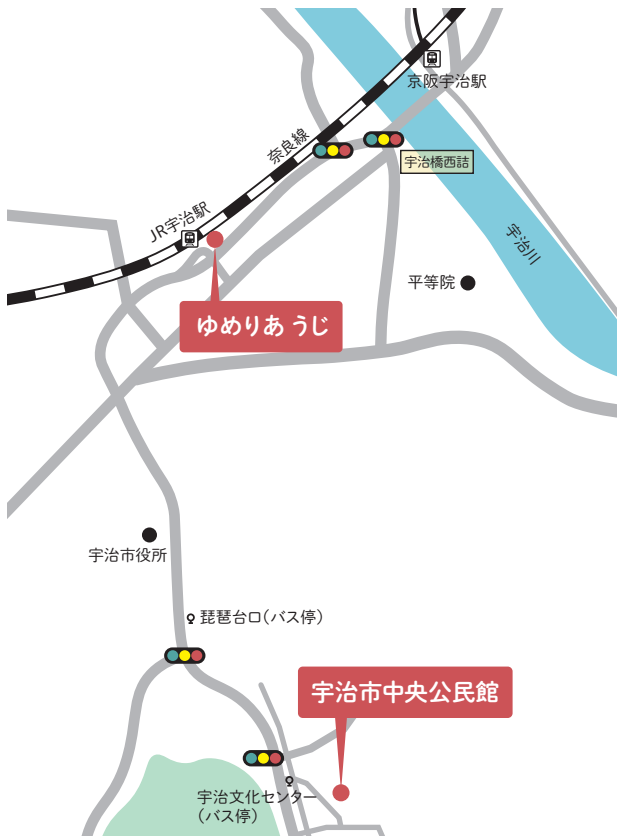 京阪宇治駅
奈良線
宇治橋西詰
JR宇治駅
宇治川
平等院
ゆめりあ うじ
宇治市役所
琵琶台口(バス停)
宇治市中央公民館
宇治文化センター
(バス停)